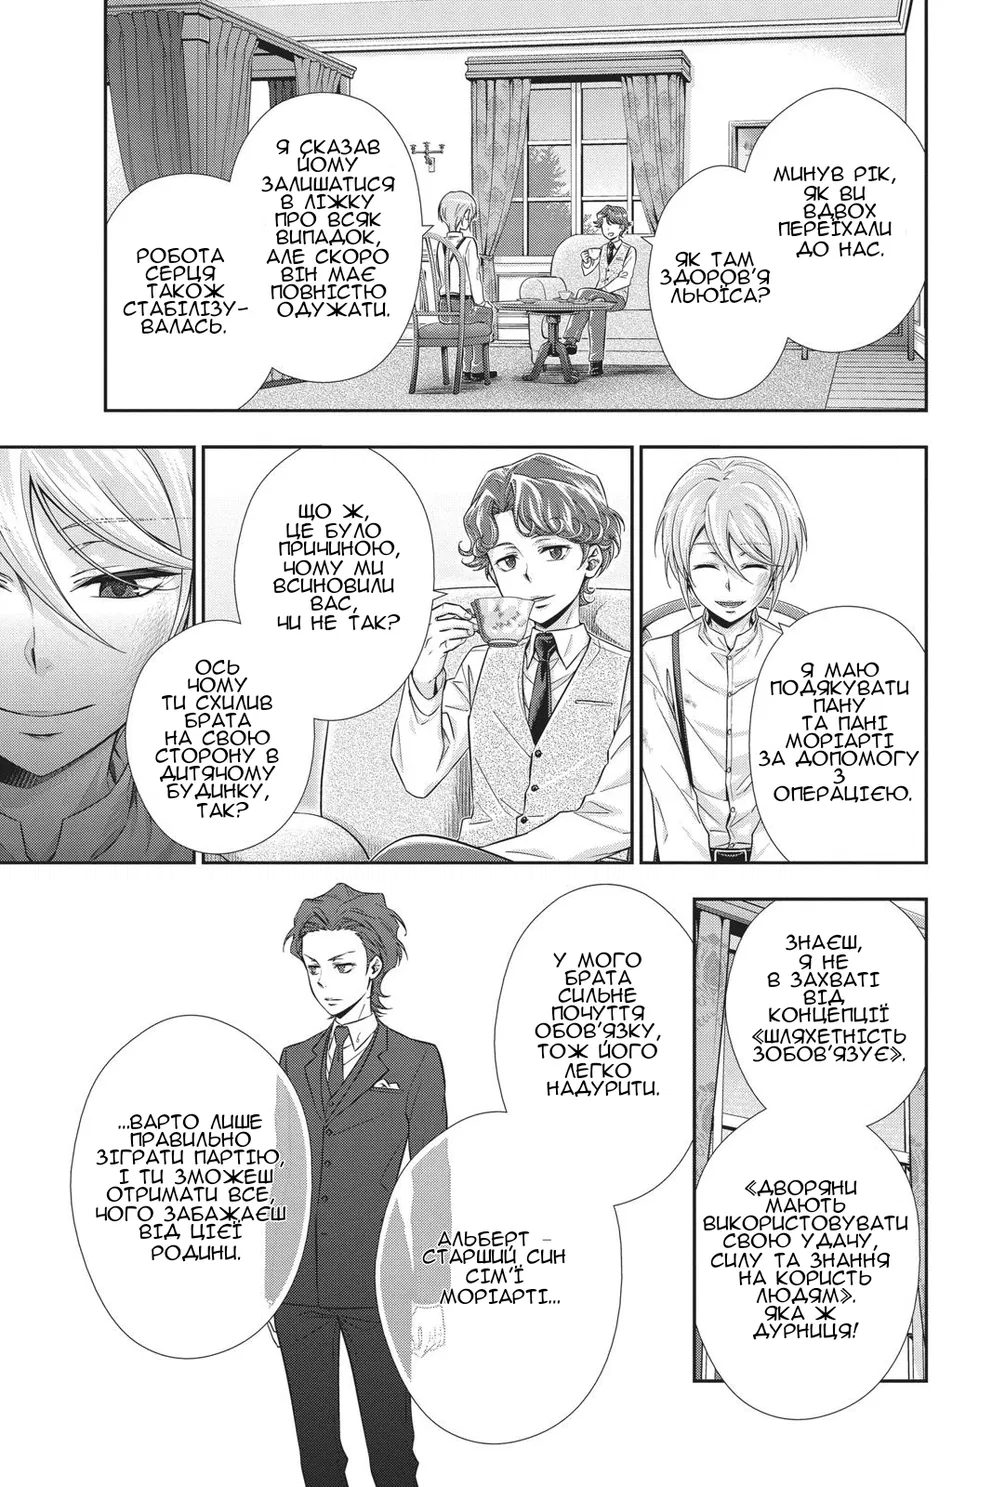 МИНУВ РІК,
ЯК ВИ
ВДВОХ
ПЕРЕЇХАЛИ
ДО НАС.
ЯК ТАМ
ЗДОРОВ'Я
ЛЬЮЇСА?
Я СКАЗАВ
ЙОМУ
ЗАЛИШАТИСЯ
В ЛІЖКУ
ПРО ВСЯК
ВИПАДОК,
АЛЕ СКОРО
ВІН МАЄ
ПОВНІСТЮ
ОДУЖАТИ.
РОБОТА
СЕРЦЯ
ТАКОЖ
СТАБІЛІЗУ-
ВАЛАСЬ.
Я МАЮ
ПОДЯКУВАТИ
ПАНУ
ТА ПАНІ
МОРІАРТІ
ЗА ДОПОМОГУ
З
ОПЕРАЦІЄЮ.
ЩО Ж,
ЦЕ БУЛО
ПРИЧИНОЮ,
ЧОМУ МИ
ВСИНОВИЛИ
ВАС,
ЧИ НЕ ТАК?
ОСЬ
ЧОМУ
ТИ СХИЛИВ
БРАТА
НА СВОЮ
СТОРОНУ В
ДИТЯЧОМУ
БУДИНКУ,
ТАК?
ЗНАЄШ,
Я НЕ
В ЗАХВАТІ
ВІД
КОНЦЕПЦІЇ
«ШЛЯХЕТНІСТЬ
ЗОБОВ'ЯЗУЄ».
«ДВОРЯНИ
МАЮТЬ
ВИКОРИСТОВУВАТИ
СВОЮ УДАЧУ,
СИЛУ ТА ЗНАННЯ
НА КОРИСТЬ
ЛЮДЯМ».
ЯКА Ж
ДУРНИЦЯ!
У МОГО
БРАТА
СИЛЬНЕ
ПОЧУТТЯ
ОБОВ'ЯЗКУ,
ТОЖ ЙОГО
ЛЕГКО
НАДУРИТИ.
АЛЬБЕРТ –
СТАРШИЙ СИН
СІМ'Ї
МОРІАРТІ...
...ВАРТО ЛИШЕ
ПРАВИЛЬНО
ЗІГРАТИ ПАРТІЮ,
І ТИ ЗМОЖЕШ
ОТРИМАТИ ВСЕ,
ЧОГО ЗАБАЖАЄШ
ВІД ЦІЄЇ
РОДИНИ.